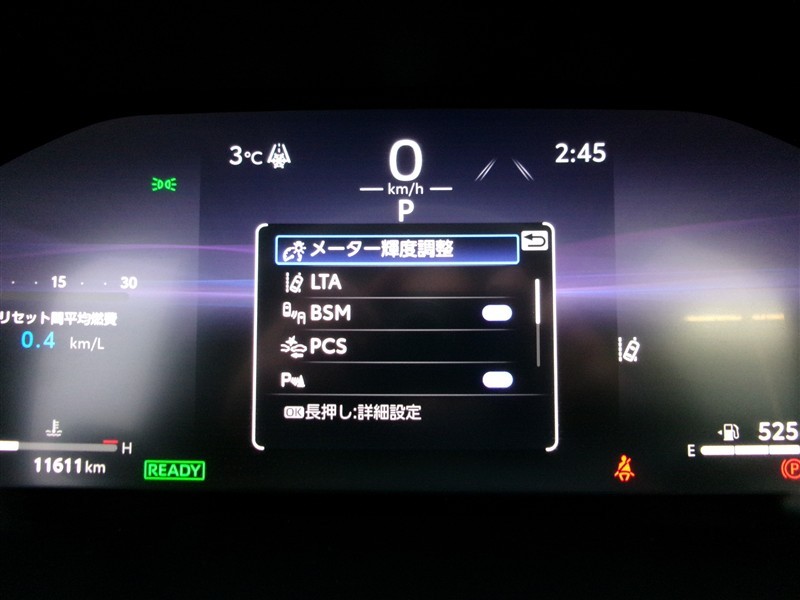 3°C
0
km/h
P
2:45
メーター輝度調整
LTA
BSM
PCS
P
OK長押し:詳細設定
15 30
リセット間平均燃費
0.4 km/L
H
11611 km
READY
E
525
P